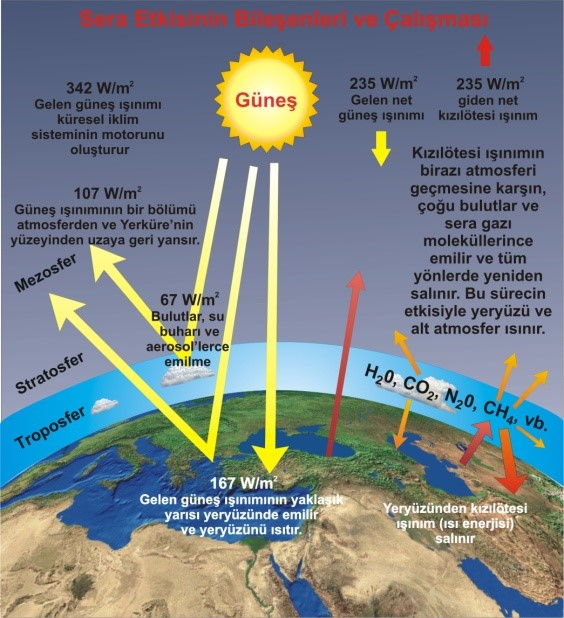 Sera Etkisinin Bileşenleri ve Çalışması
342 W/m²
Gelen güneş ışınımı
küresel iklim
sisteminin motorunu
oluşturur
Güneş
235 W/m²
Gelen net
güneş ışınımı
235 W/m²
giden net
kızılötesi ışınım
Kızılötesi ışınımın
birazı atmosferi
geçmesine karşın,
çoğu bulutlar ve
sera gazı
moleküllerince
emilir ve tüm
yönlerde yeniden
salınır. Bu sürecin
etkisiyle yeryüzü ve
alt atmosfer ısınır.
107 W/m²
Güneş ışınımının bir bölümü
atmosferden ve Yerküre'nin
yüzeyinden uzaya geri yansır.
Mezosfer
67 W/m²
Bulutlar, su
buharı ve
aerosol'lerce
emilme
Stratosfer
Troposfer
H₂0, CO₂, N₂0, CH₄, vb.
167 W/m²
Gelen güneş ışınımının yaklaşık
yarısı yeryüzünde emilir
ve yeryüzünü ısıtır.
Yeryüzünden kızılötesi
ışınım (ısı enerjisi)
salınır